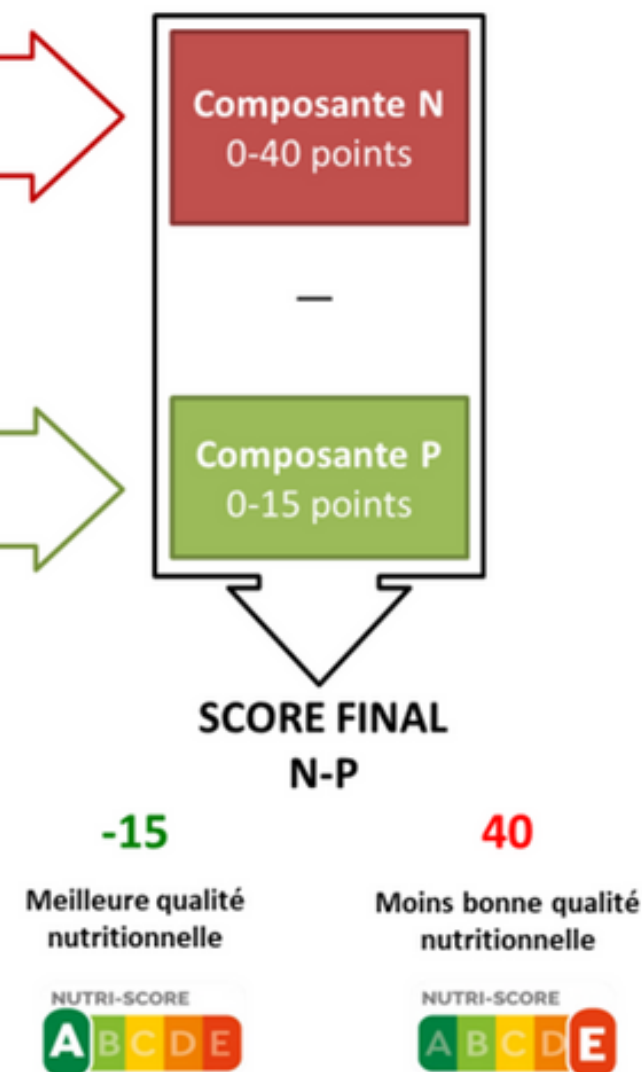 Composante N
0-40 points
—
Composante P
0-15 points
SCORE FINAL
N-P
-15
40
Meilleure qualité
nutritionnelle
Moins bonne qualité
nutritionnelle
NUTRI-SCORE
A B C D E
NUTRI-SCORE
A B C D E